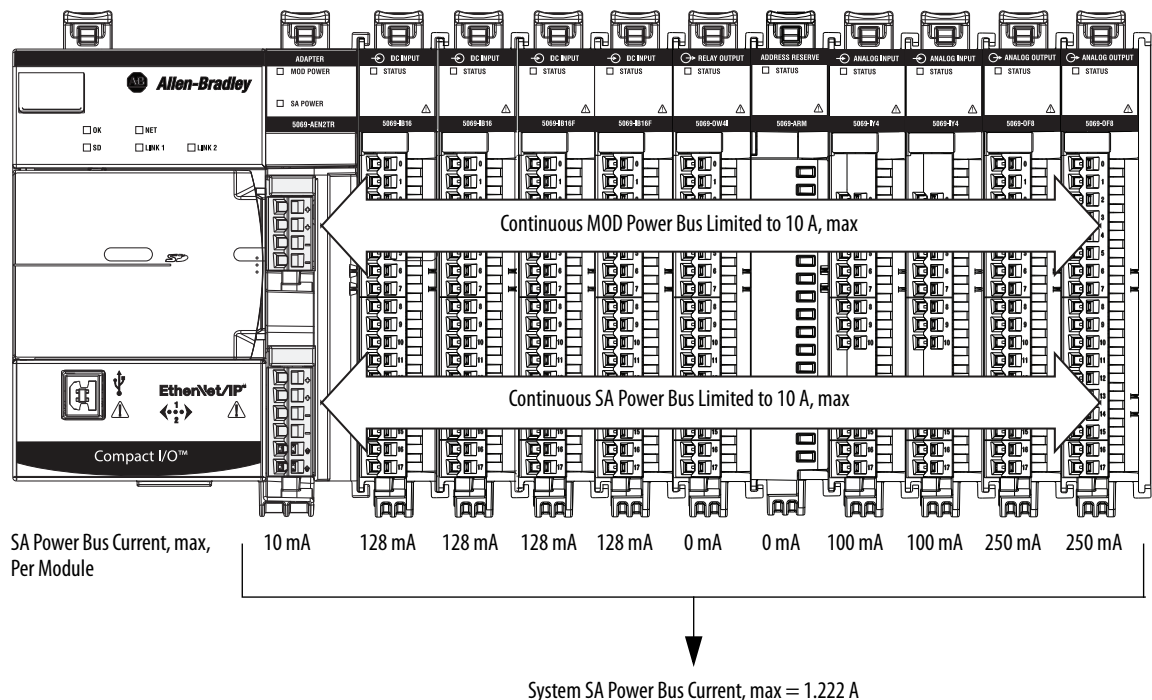 ADAPTER
MOD POWER
SA POWER
5069-AEN2TR
DC INPUT
STATUS
5069-IB16
DC INPUT
STATUS
5069-IB16
DC INPUT
STATUS
5069-IB16F
DC INPUT
STATUS
5069-IB16F
RELAY OUTPUT
STATUS
5069-OW4I
ADDRESS RESERVE
STATUS
5069-ARM
ANALOG INPUT
STATUS
5069-IY4
ANALOG INPUT
STATUS
5069-IY4
ANALOG OUTPUT
STATUS
5069-OF8
ANALOG OUTPUT
STATUS
5069-OF8
AB Allen-Bradley
OK NET
SD LINK 1 LINK 2
Continuous MOD Power Bus Limited to 10 A, max
SD
Continuous SA Power Bus Limited to 10 A, max
EtherNet/IP™
1
2
Compact I/O™
SA Power Bus Current, max,
Per Module
10 mA 128 mA 128 mA 128 mA 128 mA 0 mA 0 mA 100 mA 100 mA 250 mA 250 mA
System SA Power Bus Current, max = 1.222 A